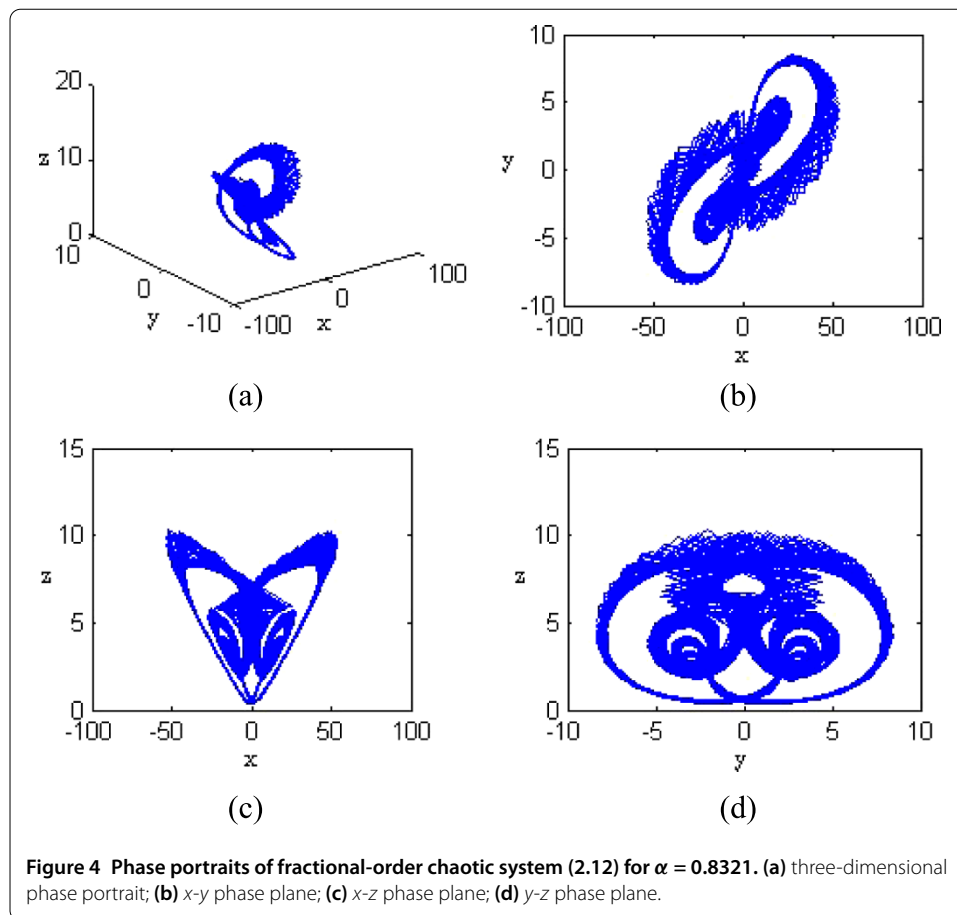 20
z 10
0
10
0
y -10
-100
0
x
100
(a)
10
5
y 0
-5
-10
-100 -50 0 50 100
x
(b)
15
10
z
5
0
-100 -50 0 50 100
x
(c)
15
10
z
5
0
-10 -5 0 5 10
y
(d)
Figure 4 Phase portraits of fractional-order chaotic system (2.12) for α = 0.8321. (a) three-dimensional
phase portrait; (b) x-y phase plane; (c) x-z phase plane; (d) y-z phase plane.